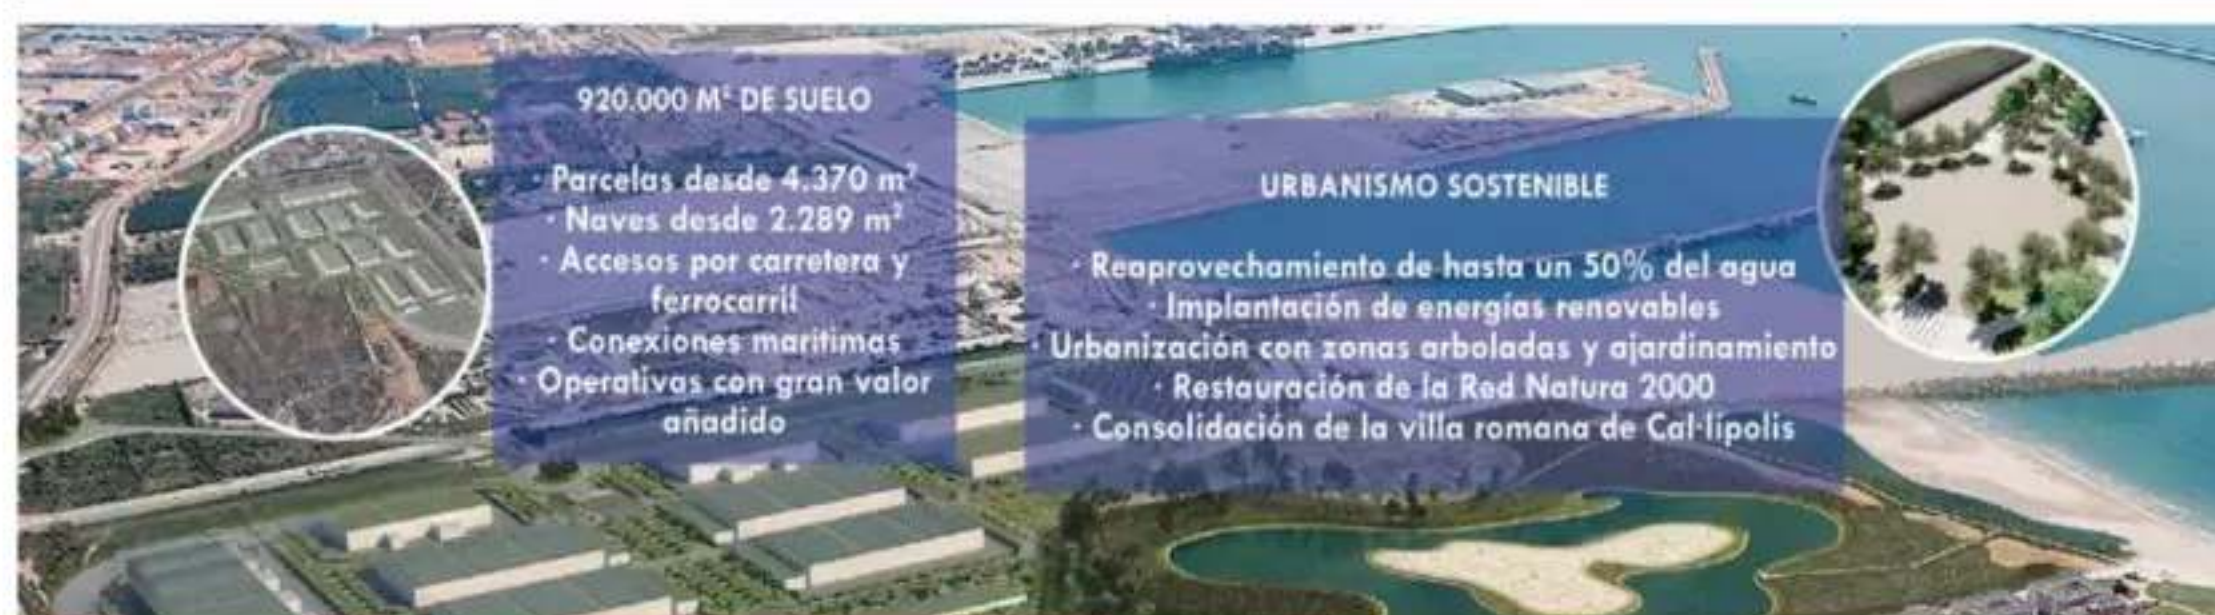 920.000 M² DE SUELO
· Parcelas desde 4.370 m²
· Naves desde 2.289 m²
· Accesos por carretera y
ferrocarril
· Conexiones marítimas
· Operativas con gran valor
añadido
URBANISMO SOSTENIBLE
· Reaprovechamiento de hasta un 50% del agua
· Implantación de energías renovables
· Urbanización con zonas arboladas y ajardinamiento
· Restauración de la Red Natura 2000
· Consolidación de la villa romana de Cal·lípolis